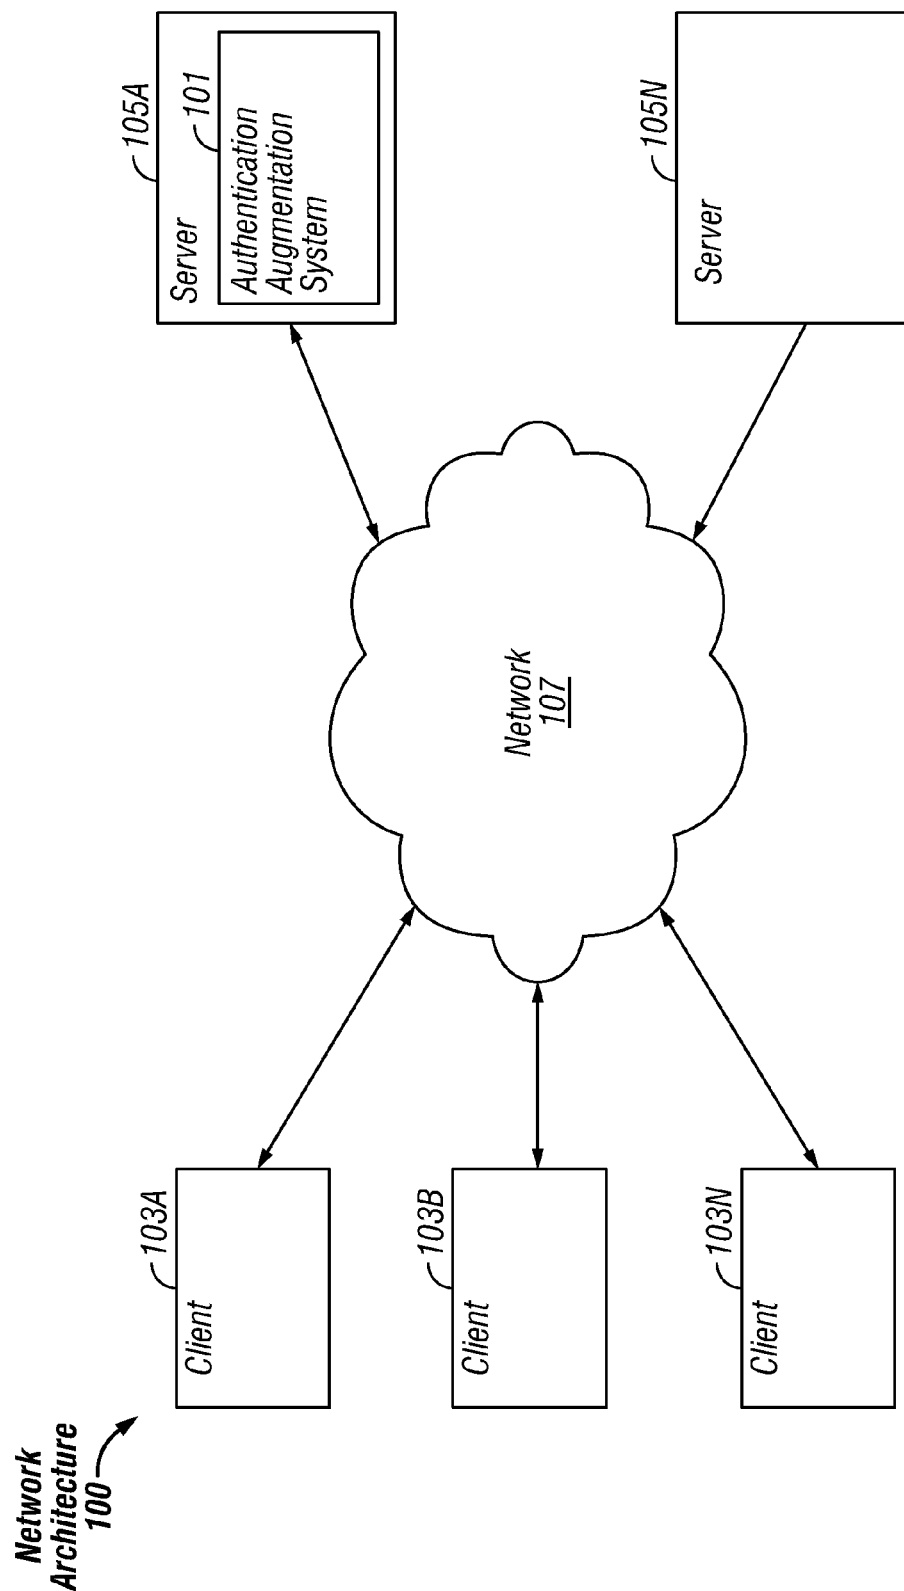 Network
Architecture
100
Client
103A
Client
103B
Client
103N
Network
107
Server
105A
101
Authentication
Augmentation
System
Server
105N